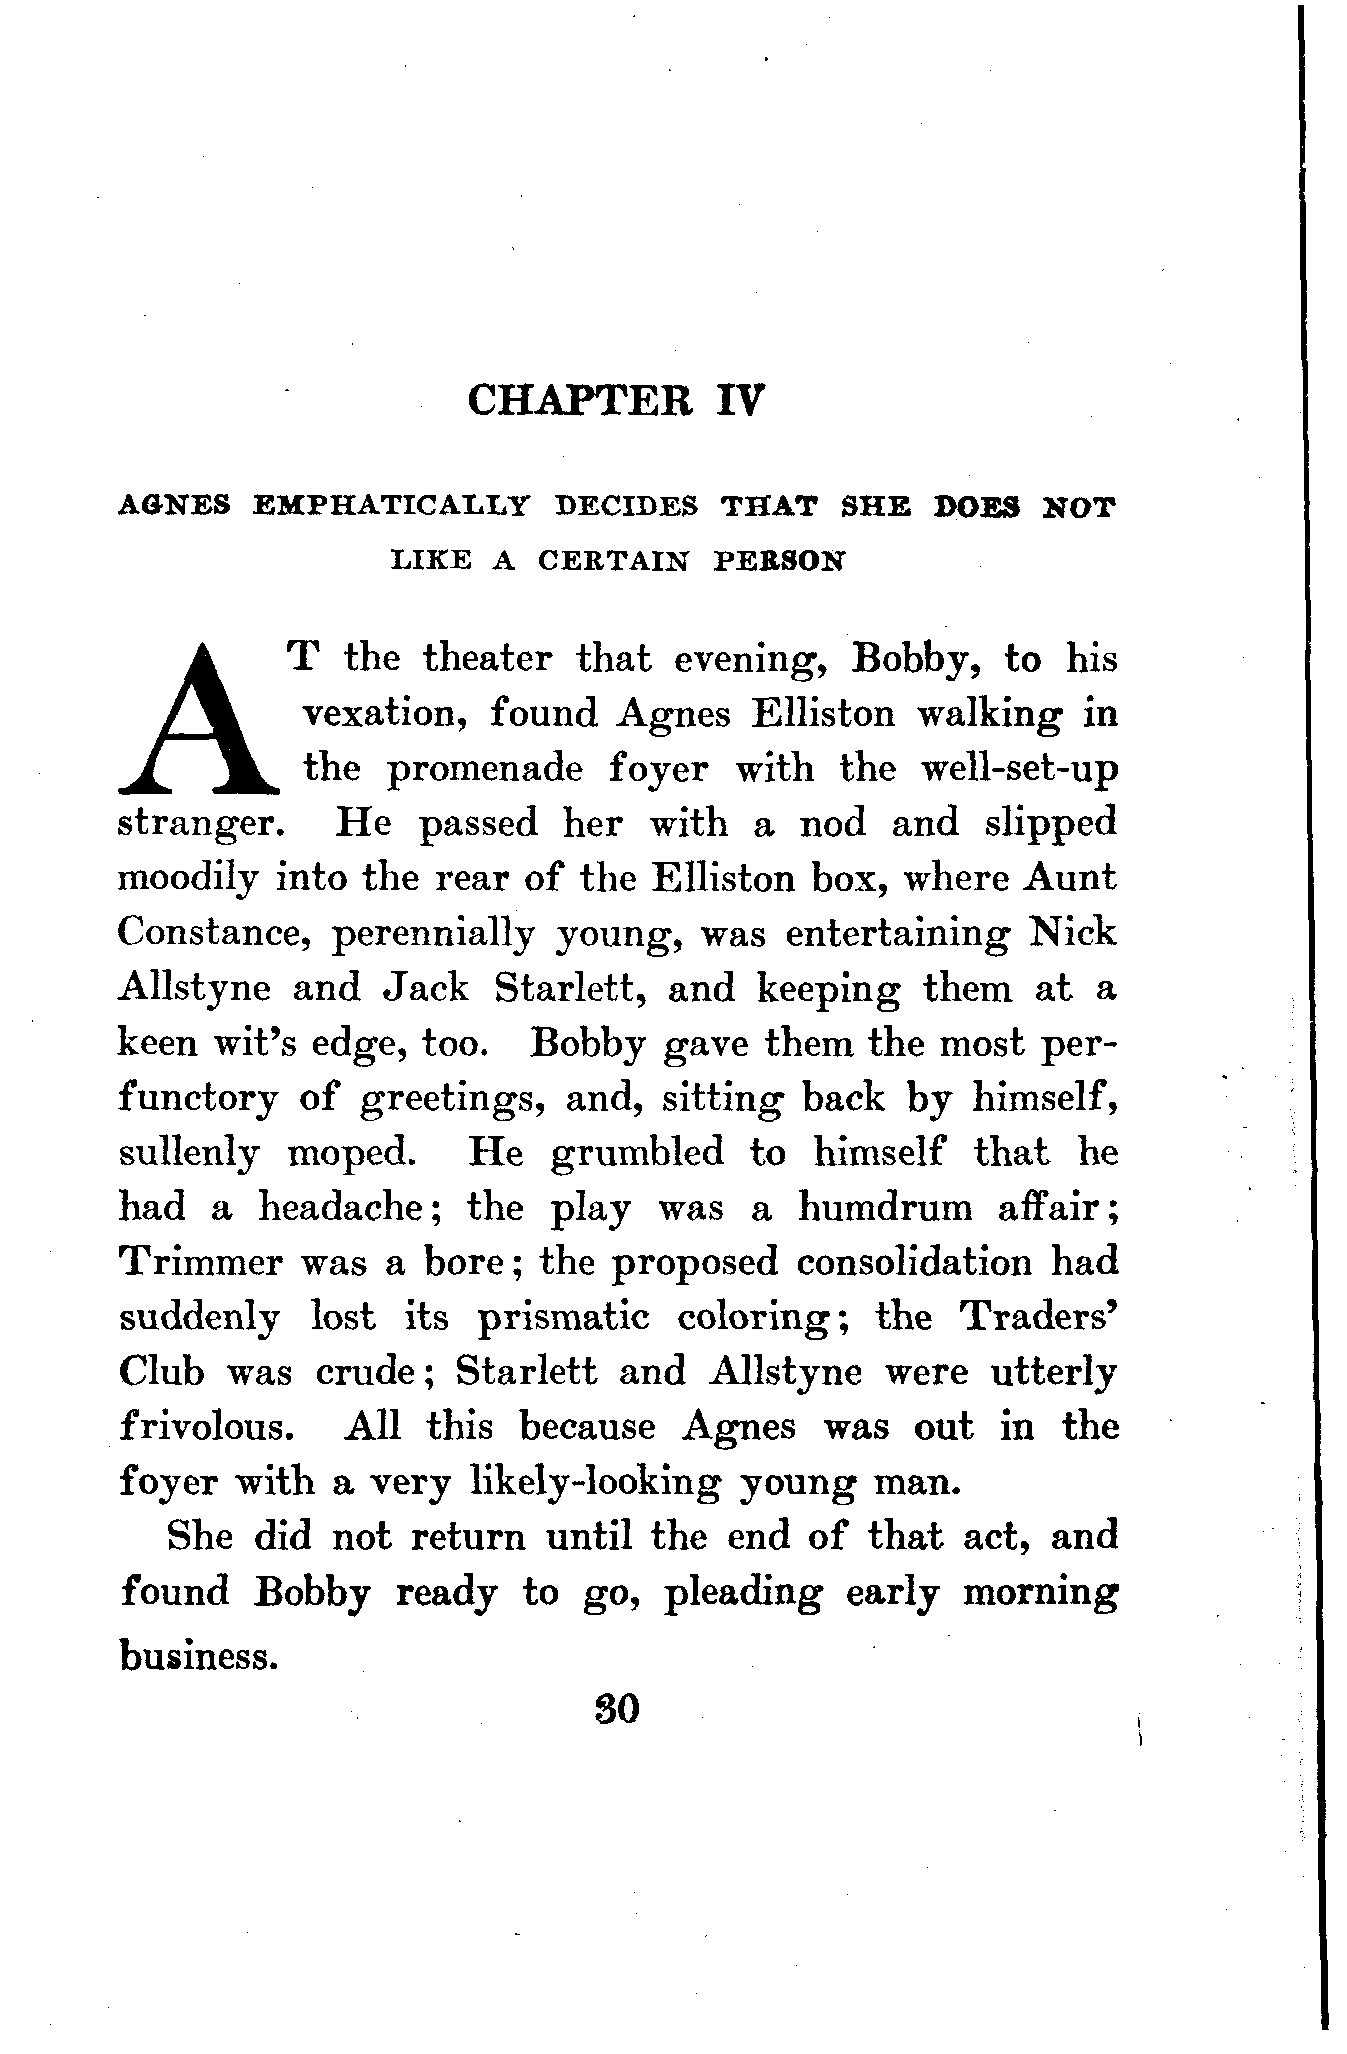 CHAPTER IV
AGNES EMPHATICALLY DECIDES THAT SHE DOES NOT
LIKE A CERTAIN PERSON
AT the theater that evening, Bobby, to his
vexation, found Agnes Elliston walking in
the promenade foyer with the well-set-up
stranger. He passed her with a nod and slipped
moodily into the rear of the Elliston box, where Aunt
Constance, perennially young, was entertaining Nick
Allstyne and Jack Starlett, and keeping them at a
keen wit's edge, too. Bobby gave them the most per-
functory of greetings, and, sitting back by himself,
sullenly moped. He grumbled to himself that he
had a headache; the play was a humdrum affair;
Trimmer was a bore; the proposed consolidation had
suddenly lost its prismatic coloring; the Traders'
Club was crude; Starlett and Allstyne were utterly
frivolous. All this because Agnes was out in the
foyer with a very likely-looking young man.
She did not return until the end of that act, and
found Bobby ready to go, pleading early morning
business.
30